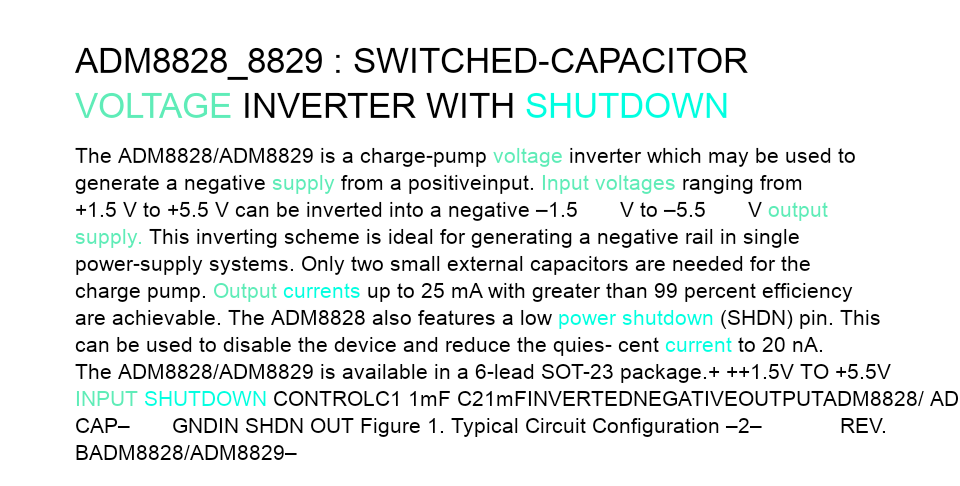 ADM8828_8829 : SWITCHED-CAPACITOR
VOLTAGE INVERTER WITH SHUTDOWN
The ADM8828/ADM8829 is a charge-pump voltage inverter which may be used to
generate a negative supply from a positiveinput. Input voltages ranging from
+1.5 V to +5.5 V can be inverted into a negative –1.5 V to –5.5 V output
supply. This inverting scheme is ideal for generating a negative rail in single
power-supply systems. Only two small external capacitors are needed for the
charge pump. Output currents up to 25 mA with greater than 99 percent efficiency
are achievable. The ADM8828 also features a low power shutdown (SHDN) pin. This
can be used to disable the device and reduce the quies- cent current to 20 nA.
The ADM8828/ADM8829 is available in a 6-lead SOT-23 package.+ ++1.5V TO +5.5V
INPUT SHUTDOWN CONTROLC1 1mF C21mFINVERTEDNEGATIVEOUTPUTADM8828/ AD
CAP– GNDIN SHDN OUT Figure 1. Typical Circuit Configuration –2– REV.
BADM8828/ADM8829–